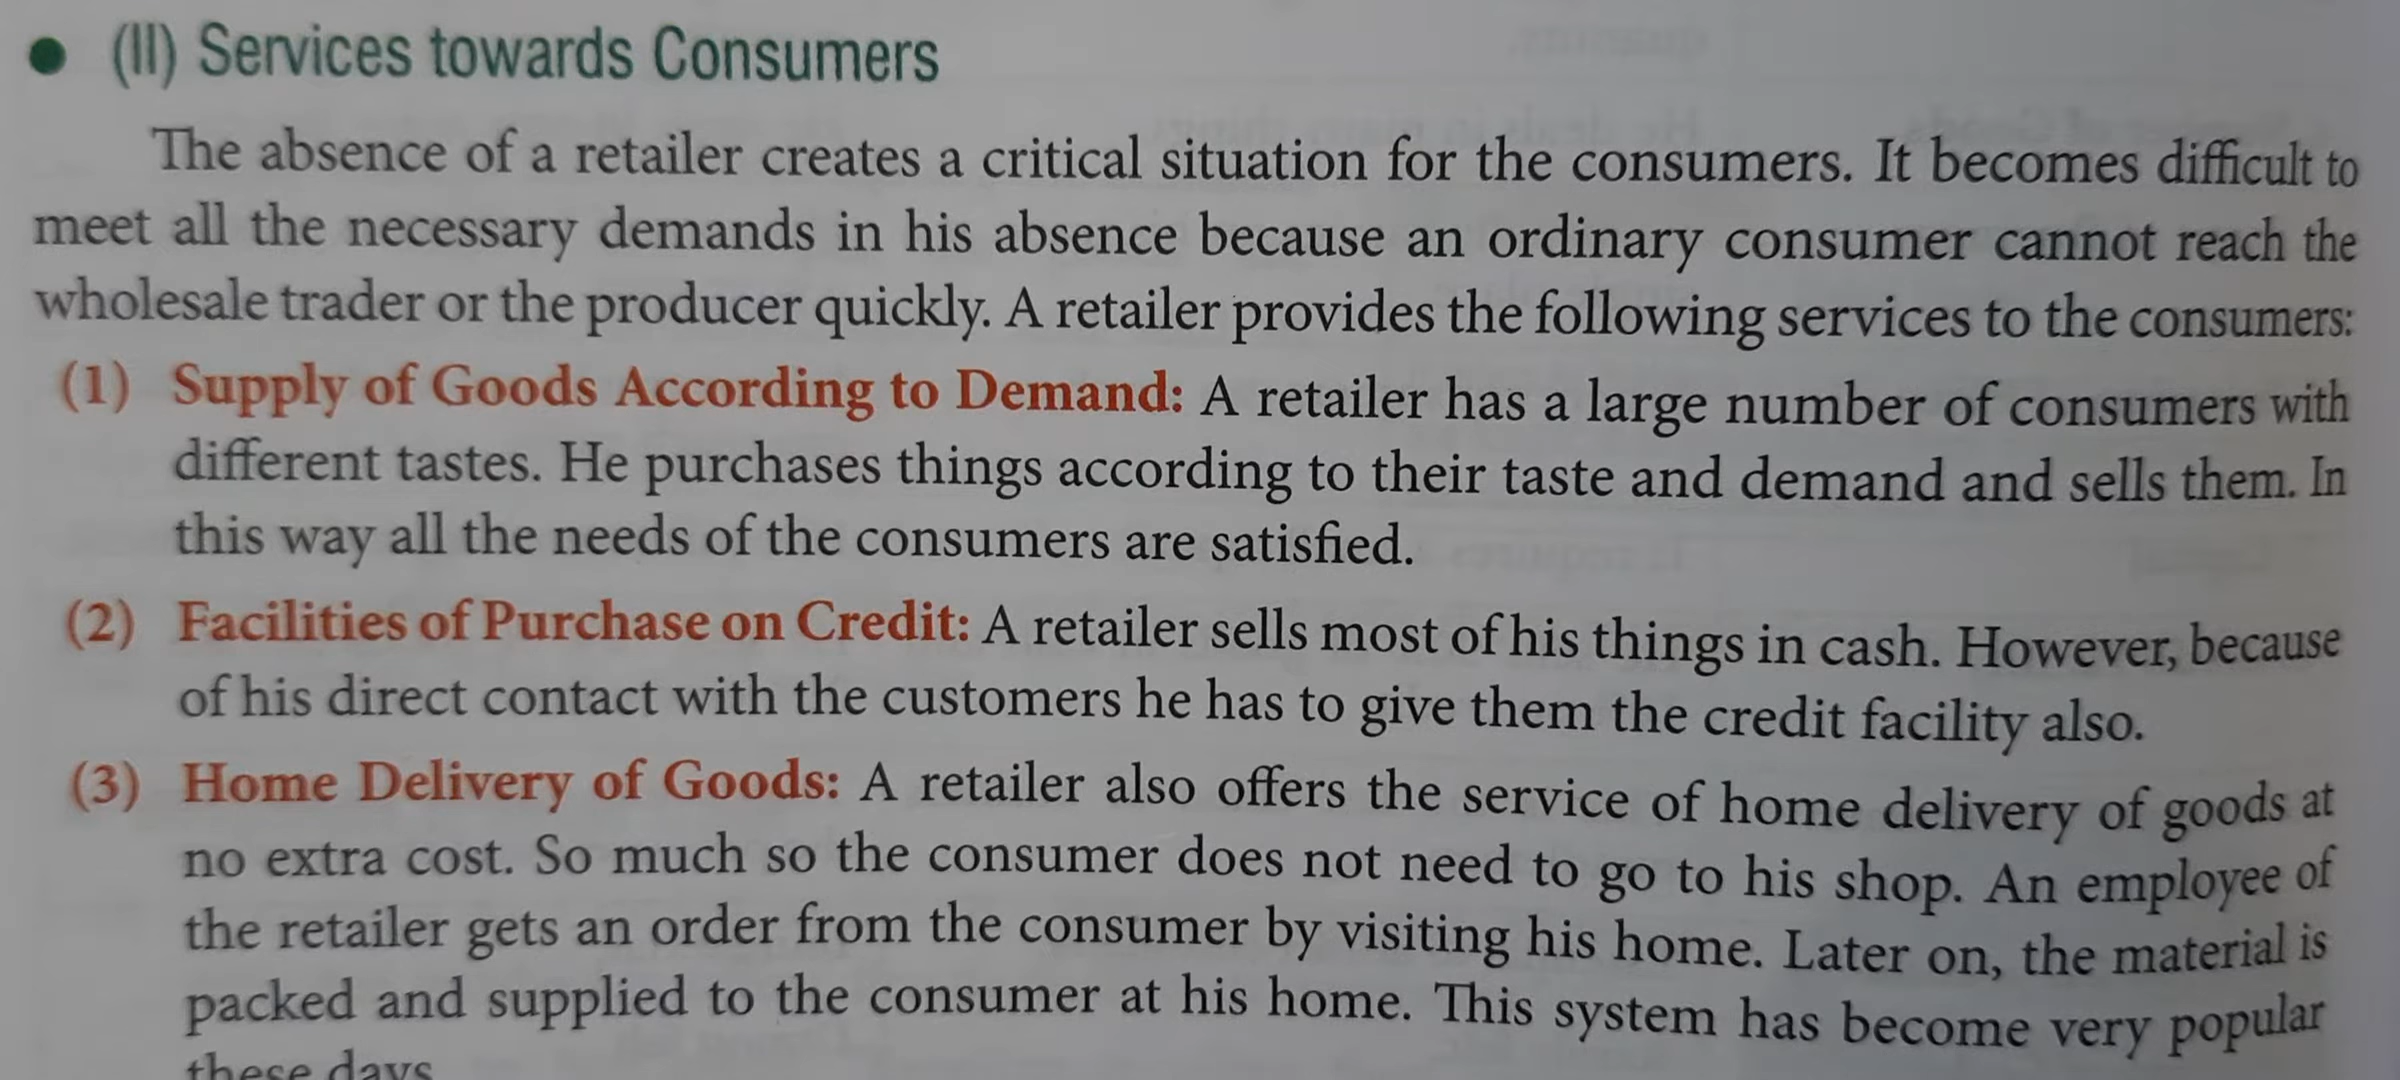 • (II) Services towards Consumers
The absence of a retailer creates a critical situation for the consumers. It becomes difficult to
meet all the necessary demands in his absence because an ordinary consumer cannot reach the
wholesale trader or the producer quickly. A retailer provides the following services to the consumers:
(1) Supply of Goods According to Demand: A retailer has a large number of consumers with
different tastes. He purchases things according to their taste and demand and sells them. In
this way all the needs of the consumers are satisfied.
(2) Facilities of Purchase on Credit: A retailer sells most of his things in cash. However, because
of his direct contact with the customers he has to give them the credit facility also.
(3) Home Delivery of Goods: A retailer also offers the service of home delivery of goods at
no extra cost. So much so the consumer does not need to go to his shop. An employee of
the retailer gets an order from the consumer by visiting his home. Later on, the material is
packed and supplied to the consumer at his home. This system has become very popular
these days